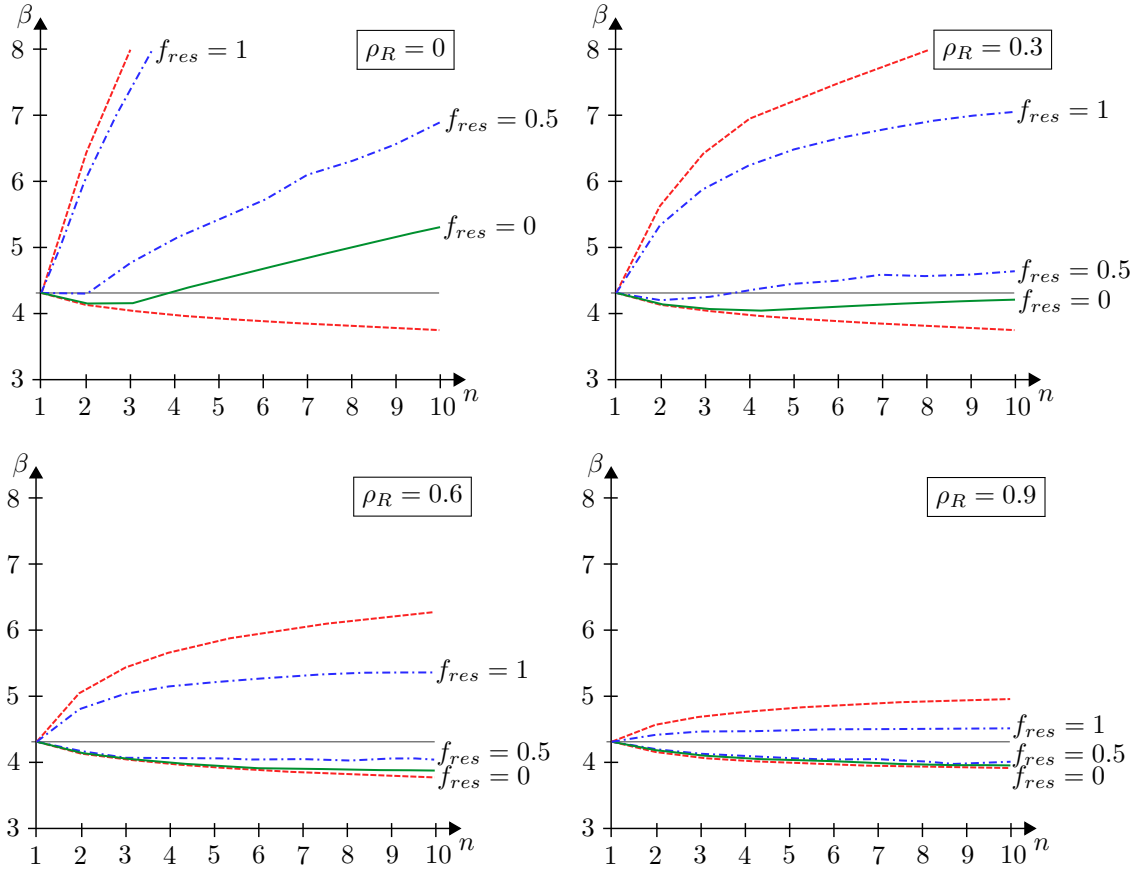 β
8
7
6
5
4
3
1 2 3 4 5 6 7 8 9 10
n
ρ_R = 0
f_res = 1
f_res = 0.5
f_res = 0
β
8
7
6
5
4
3
1 2 3 4 5 6 7 8 9 10
n
ρ_R = 0.3
f_res = 1
f_res = 0.5
f_res = 0
β
8
7
6
5
4
3
1 2 3 4 5 6 7 8 9 10
n
ρ_R = 0.6
f_res = 1
f_res = 0.5
f_res = 0
β
8
7
6
5
4
3
1 2 3 4 5 6 7 8 9 10
n
ρ_R = 0.9
f_res = 1
f_res = 0.5
f_res = 0